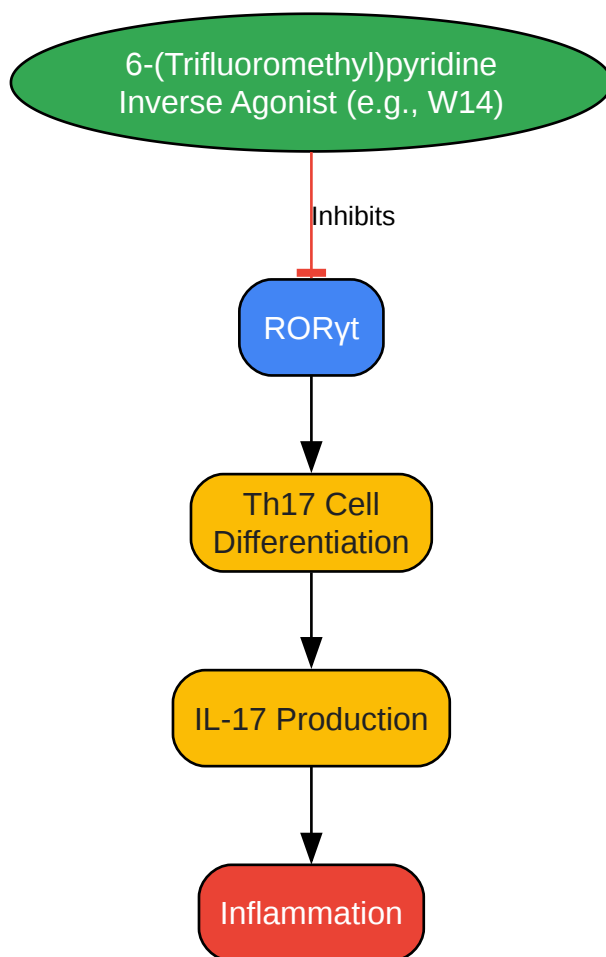 6-(Trifluoromethyl)pyridine
Inverse Agonist (e.g., W14)
Inhibits
RORγt
Th17 Cell
Differentiation
IL-17 Production
Inflammation